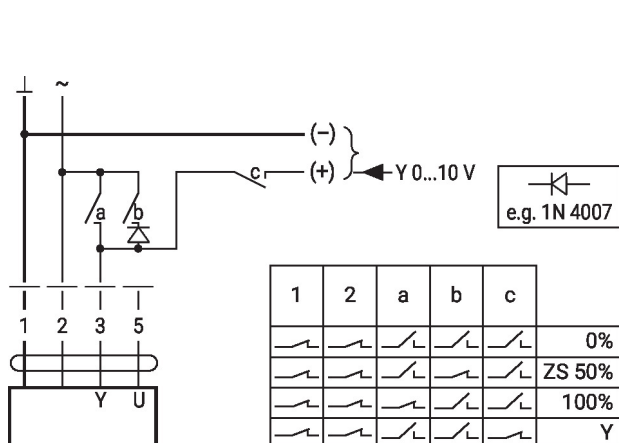 ⊥ ~
(–)
(+) Y 0...10 V
c
a b
e.g. 1N 4007
1 2 3 5
Y U
1 2 a b c
0%
ZS 50%
100%
Y